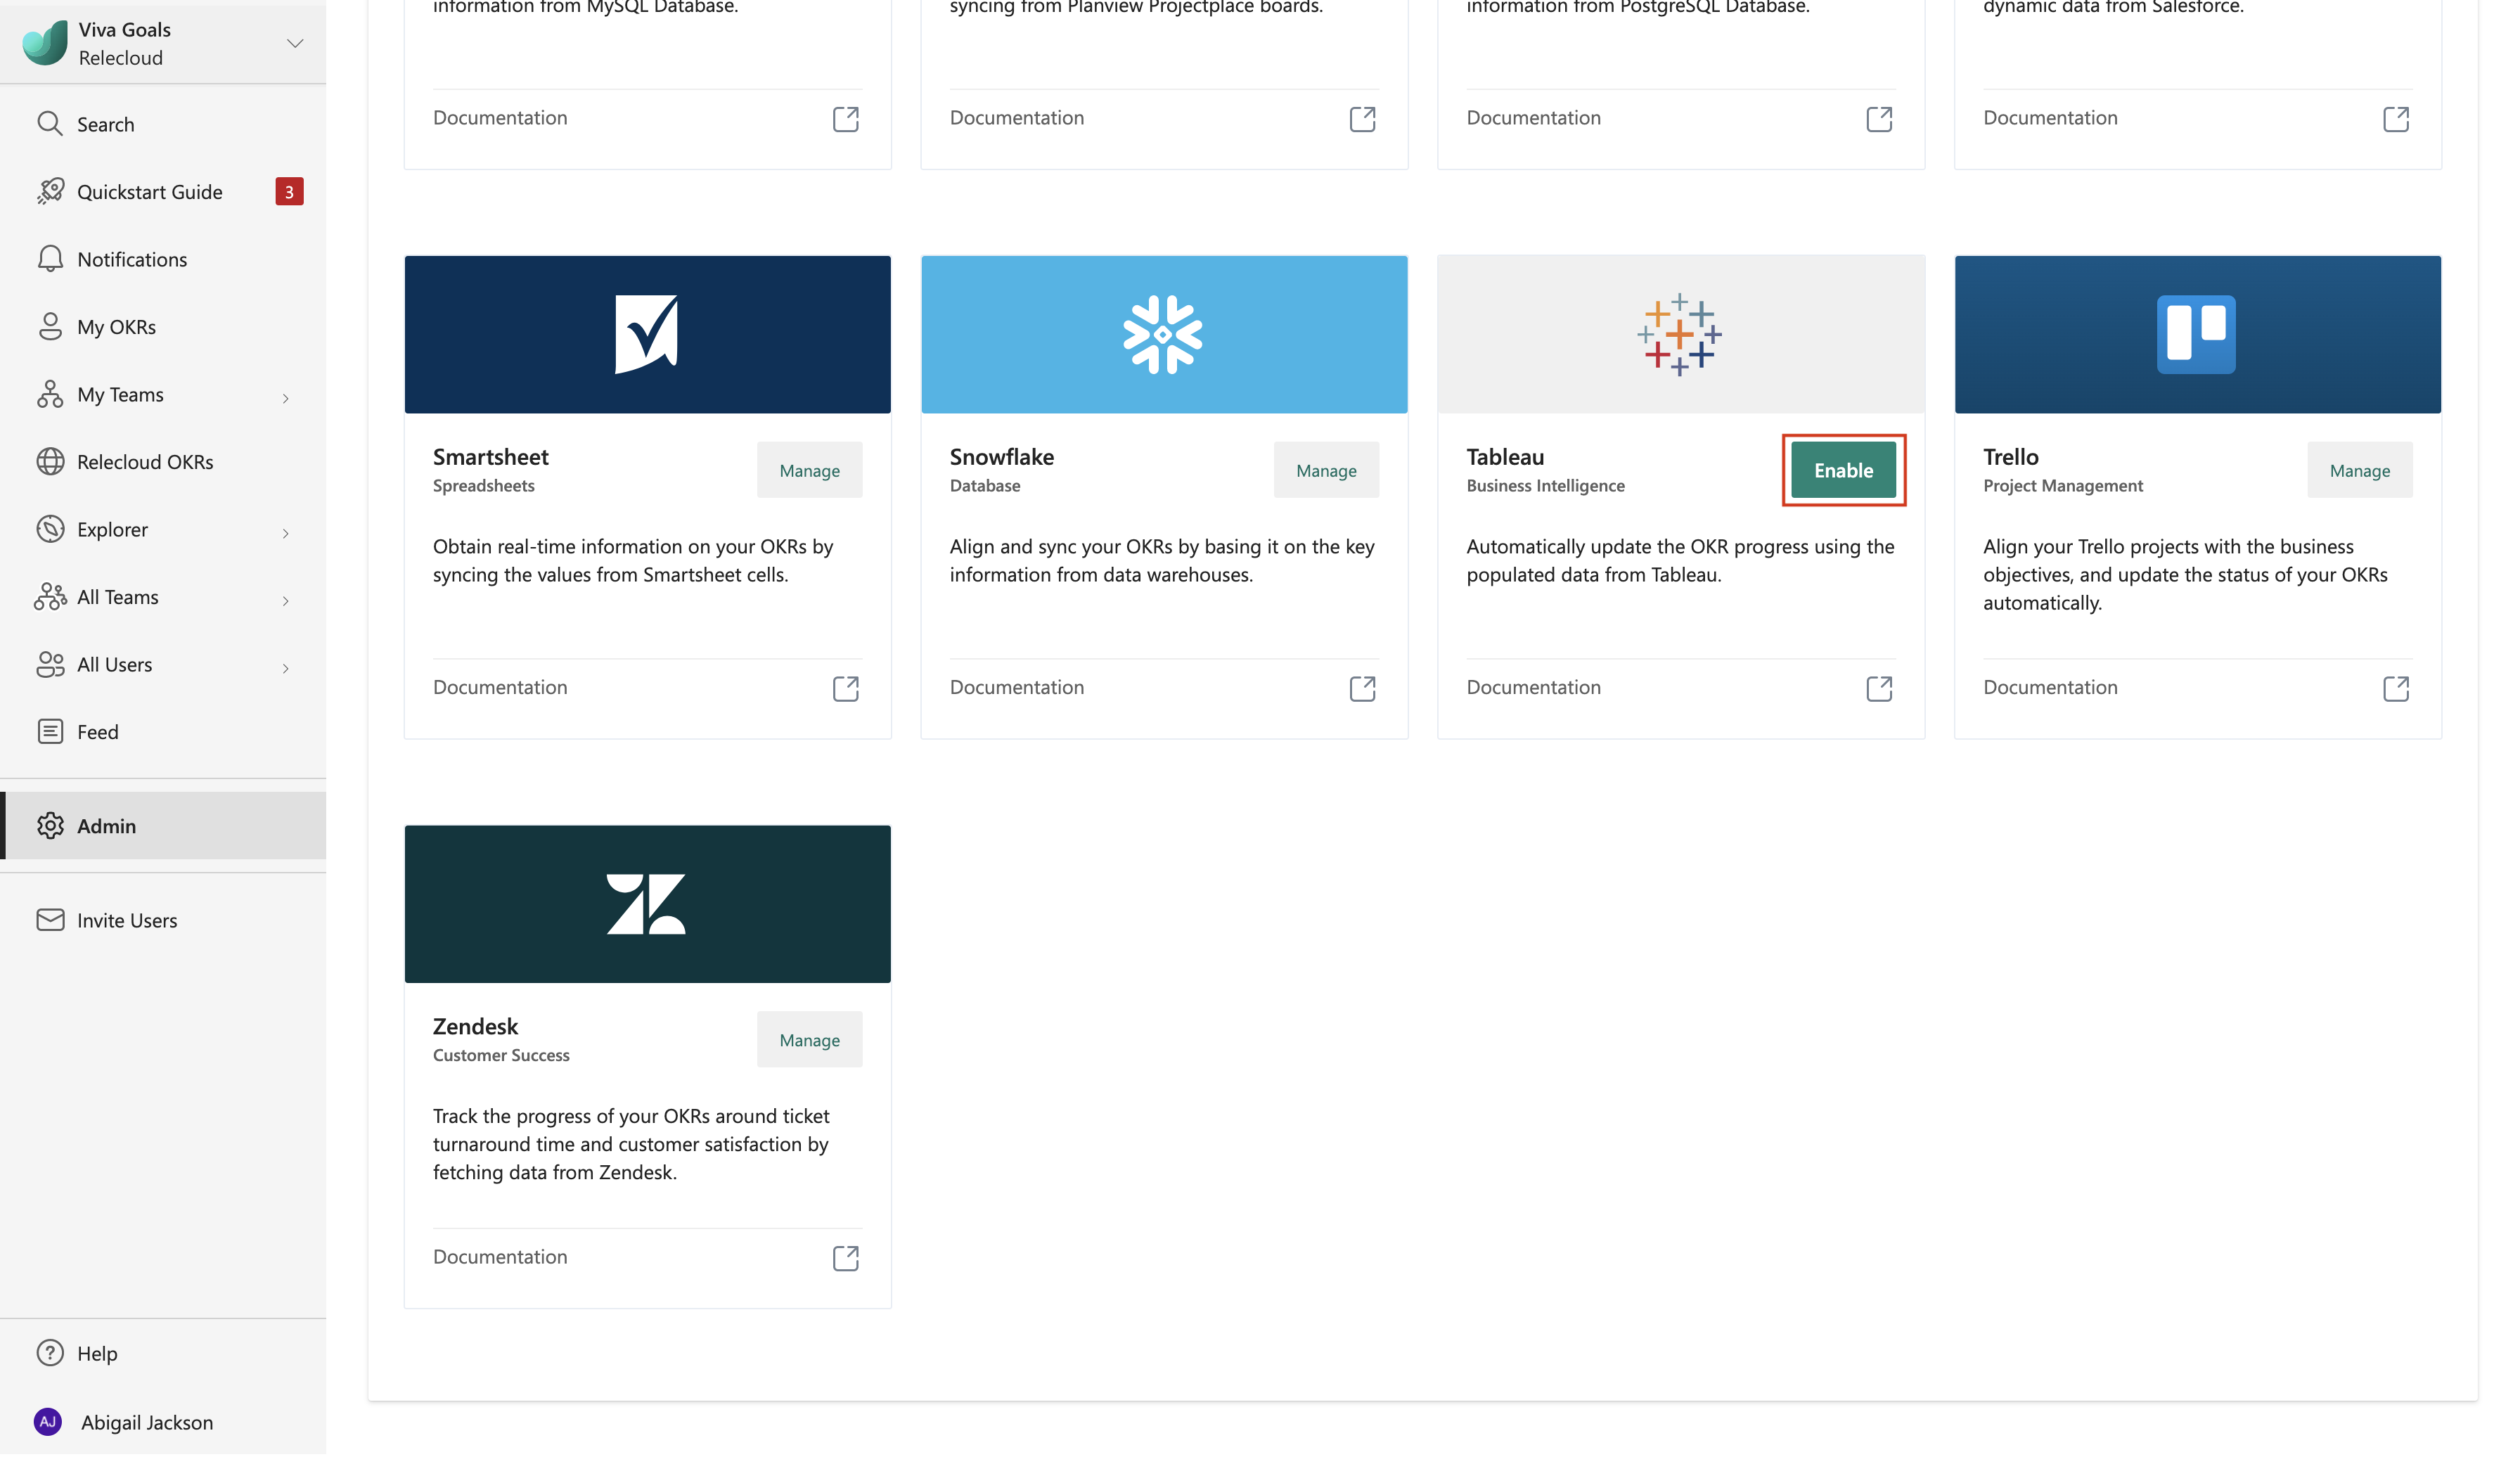 Viva Goals
Relecloud
Search
Quickstart Guide
3
Notifications
My OKRs
My Teams
Relecloud OKRs
Explorer
All Teams
All Users
Feed
Admin
Invite Users
Help
AJ
Abigail Jackson
information from MySQL Database.
Documentation
syncing from Planview Projectplace boards.
Documentation
information from PostgreSQL Database.
Documentation
dynamic data from Salesforce.
Documentation
Smartsheet
Spreadsheets
Manage
Obtain real-time information on your OKRs by
syncing the values from Smartsheet cells.
Documentation
Snowflake
Database
Manage
Align and sync your OKRs by basing it on the key
information from data warehouses.
Documentation
Tableau
Business Intelligence
Enable
Automatically update the OKR progress using the
populated data from Tableau.
Documentation
Trello
Project Management
Manage
Align your Trello projects with the business
objectives, and update the status of your OKRs
automatically.
Documentation
Zendesk
Customer Success
Manage
Track the progress of your OKRs around ticket
turnaround time and customer satisfaction by
fetching data from Zendesk.
Documentation